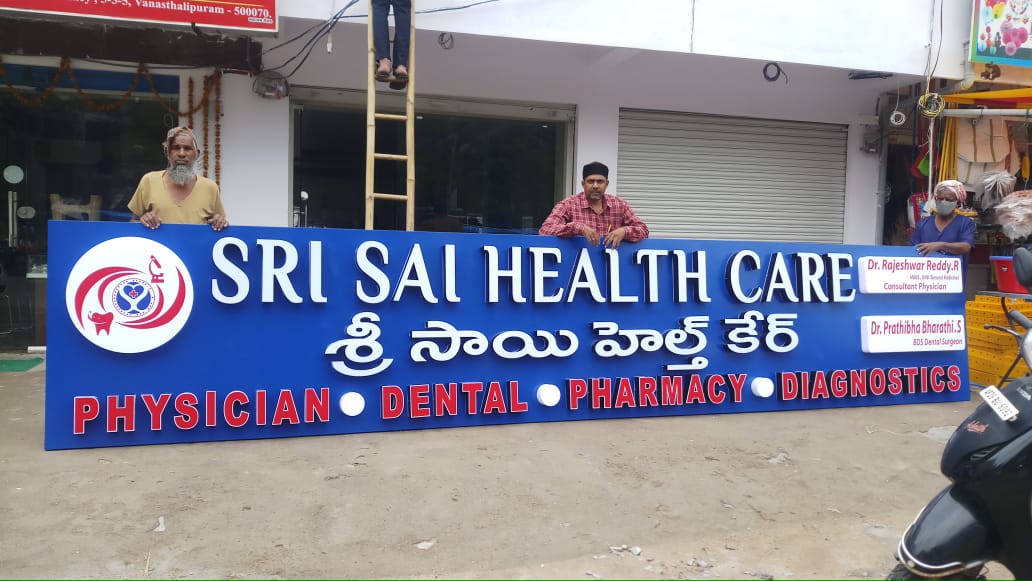 Vanasthalipuram - 500070.
SRI SAI HEALTH CARE
శ్రీ సాయి హెల్త్ కేర్
PHYSICIAN DENTAL PHARMACY DIAGNOSTICS
Dr. Rajeshwar Reddy.R
Consultant Physician
Dr. Prathibha Bharathi.S
BDS Dental Surgeon